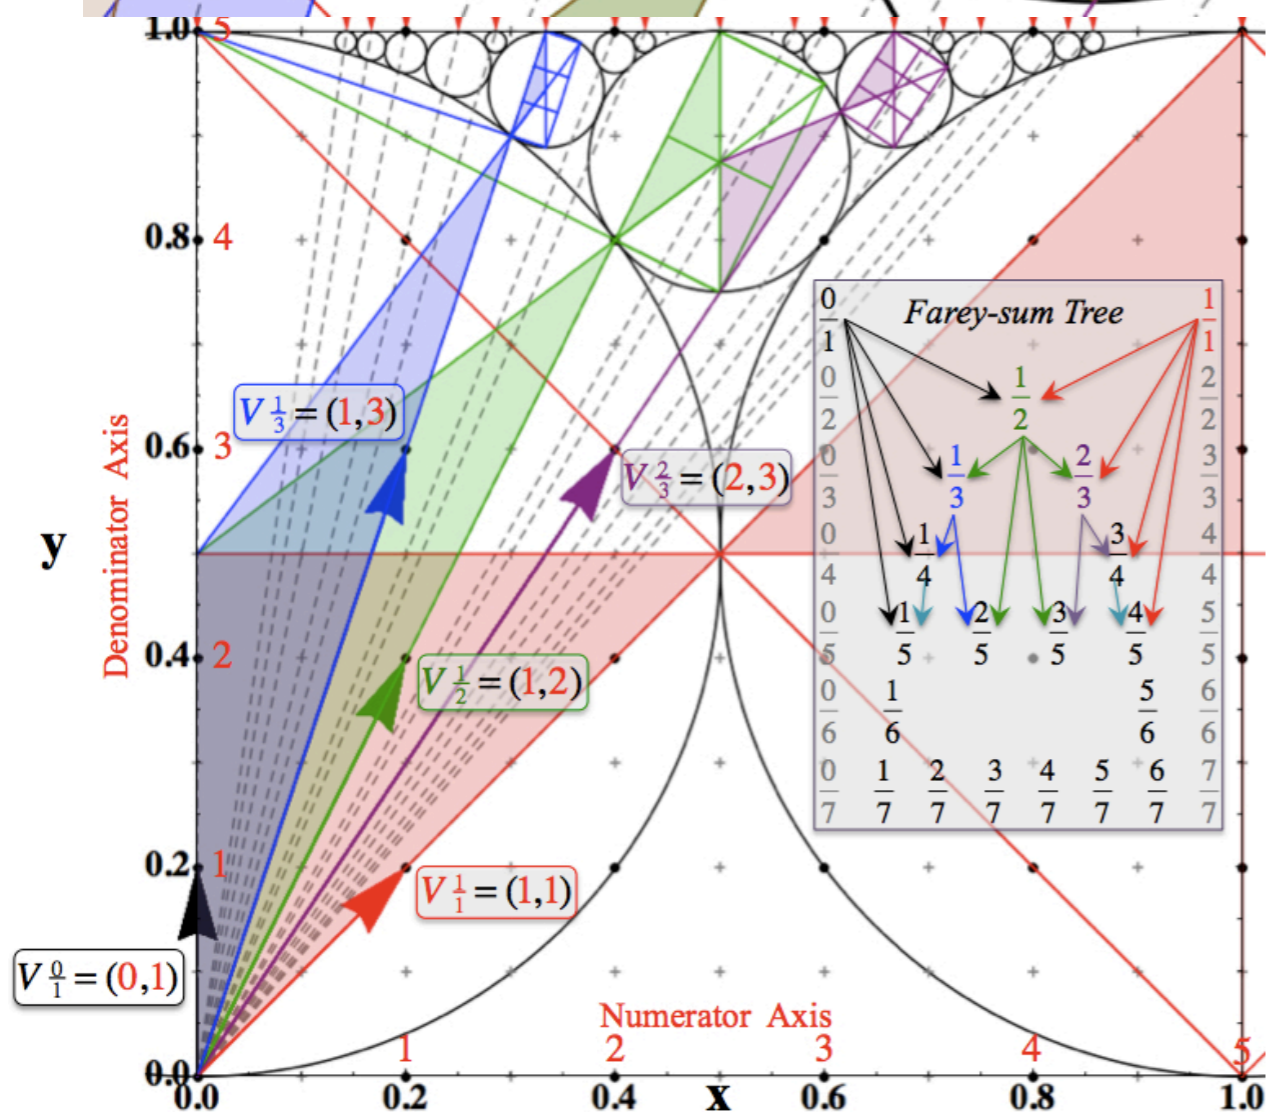 1.0
5
0.8
4
0.6
3
0.4
2
0.2
1
0.0
y
Denominator Axis
V 1/3 = (1,3)
V 2/3 = (2,3)
V 1/2 = (1,2)
V 1/1 = (1,1)
V 0/1 = (0,1)
Farey-sum Tree
0/1 1/1
0/2 1/2 2/2
0/3 1/3 2/3 3/3
0/4 1/4 3/4 4/4
0/5 1/5 2/5 3/5 4/5 5/5
0/6 1/6 5/6 6/6
0/7 1/7 2/7 3/7 4/7 5/7 6/7 7/7
Numerator Axis
1 2 3 4 5
0.0 0.2 0.4 x 0.6 0.8 1.0